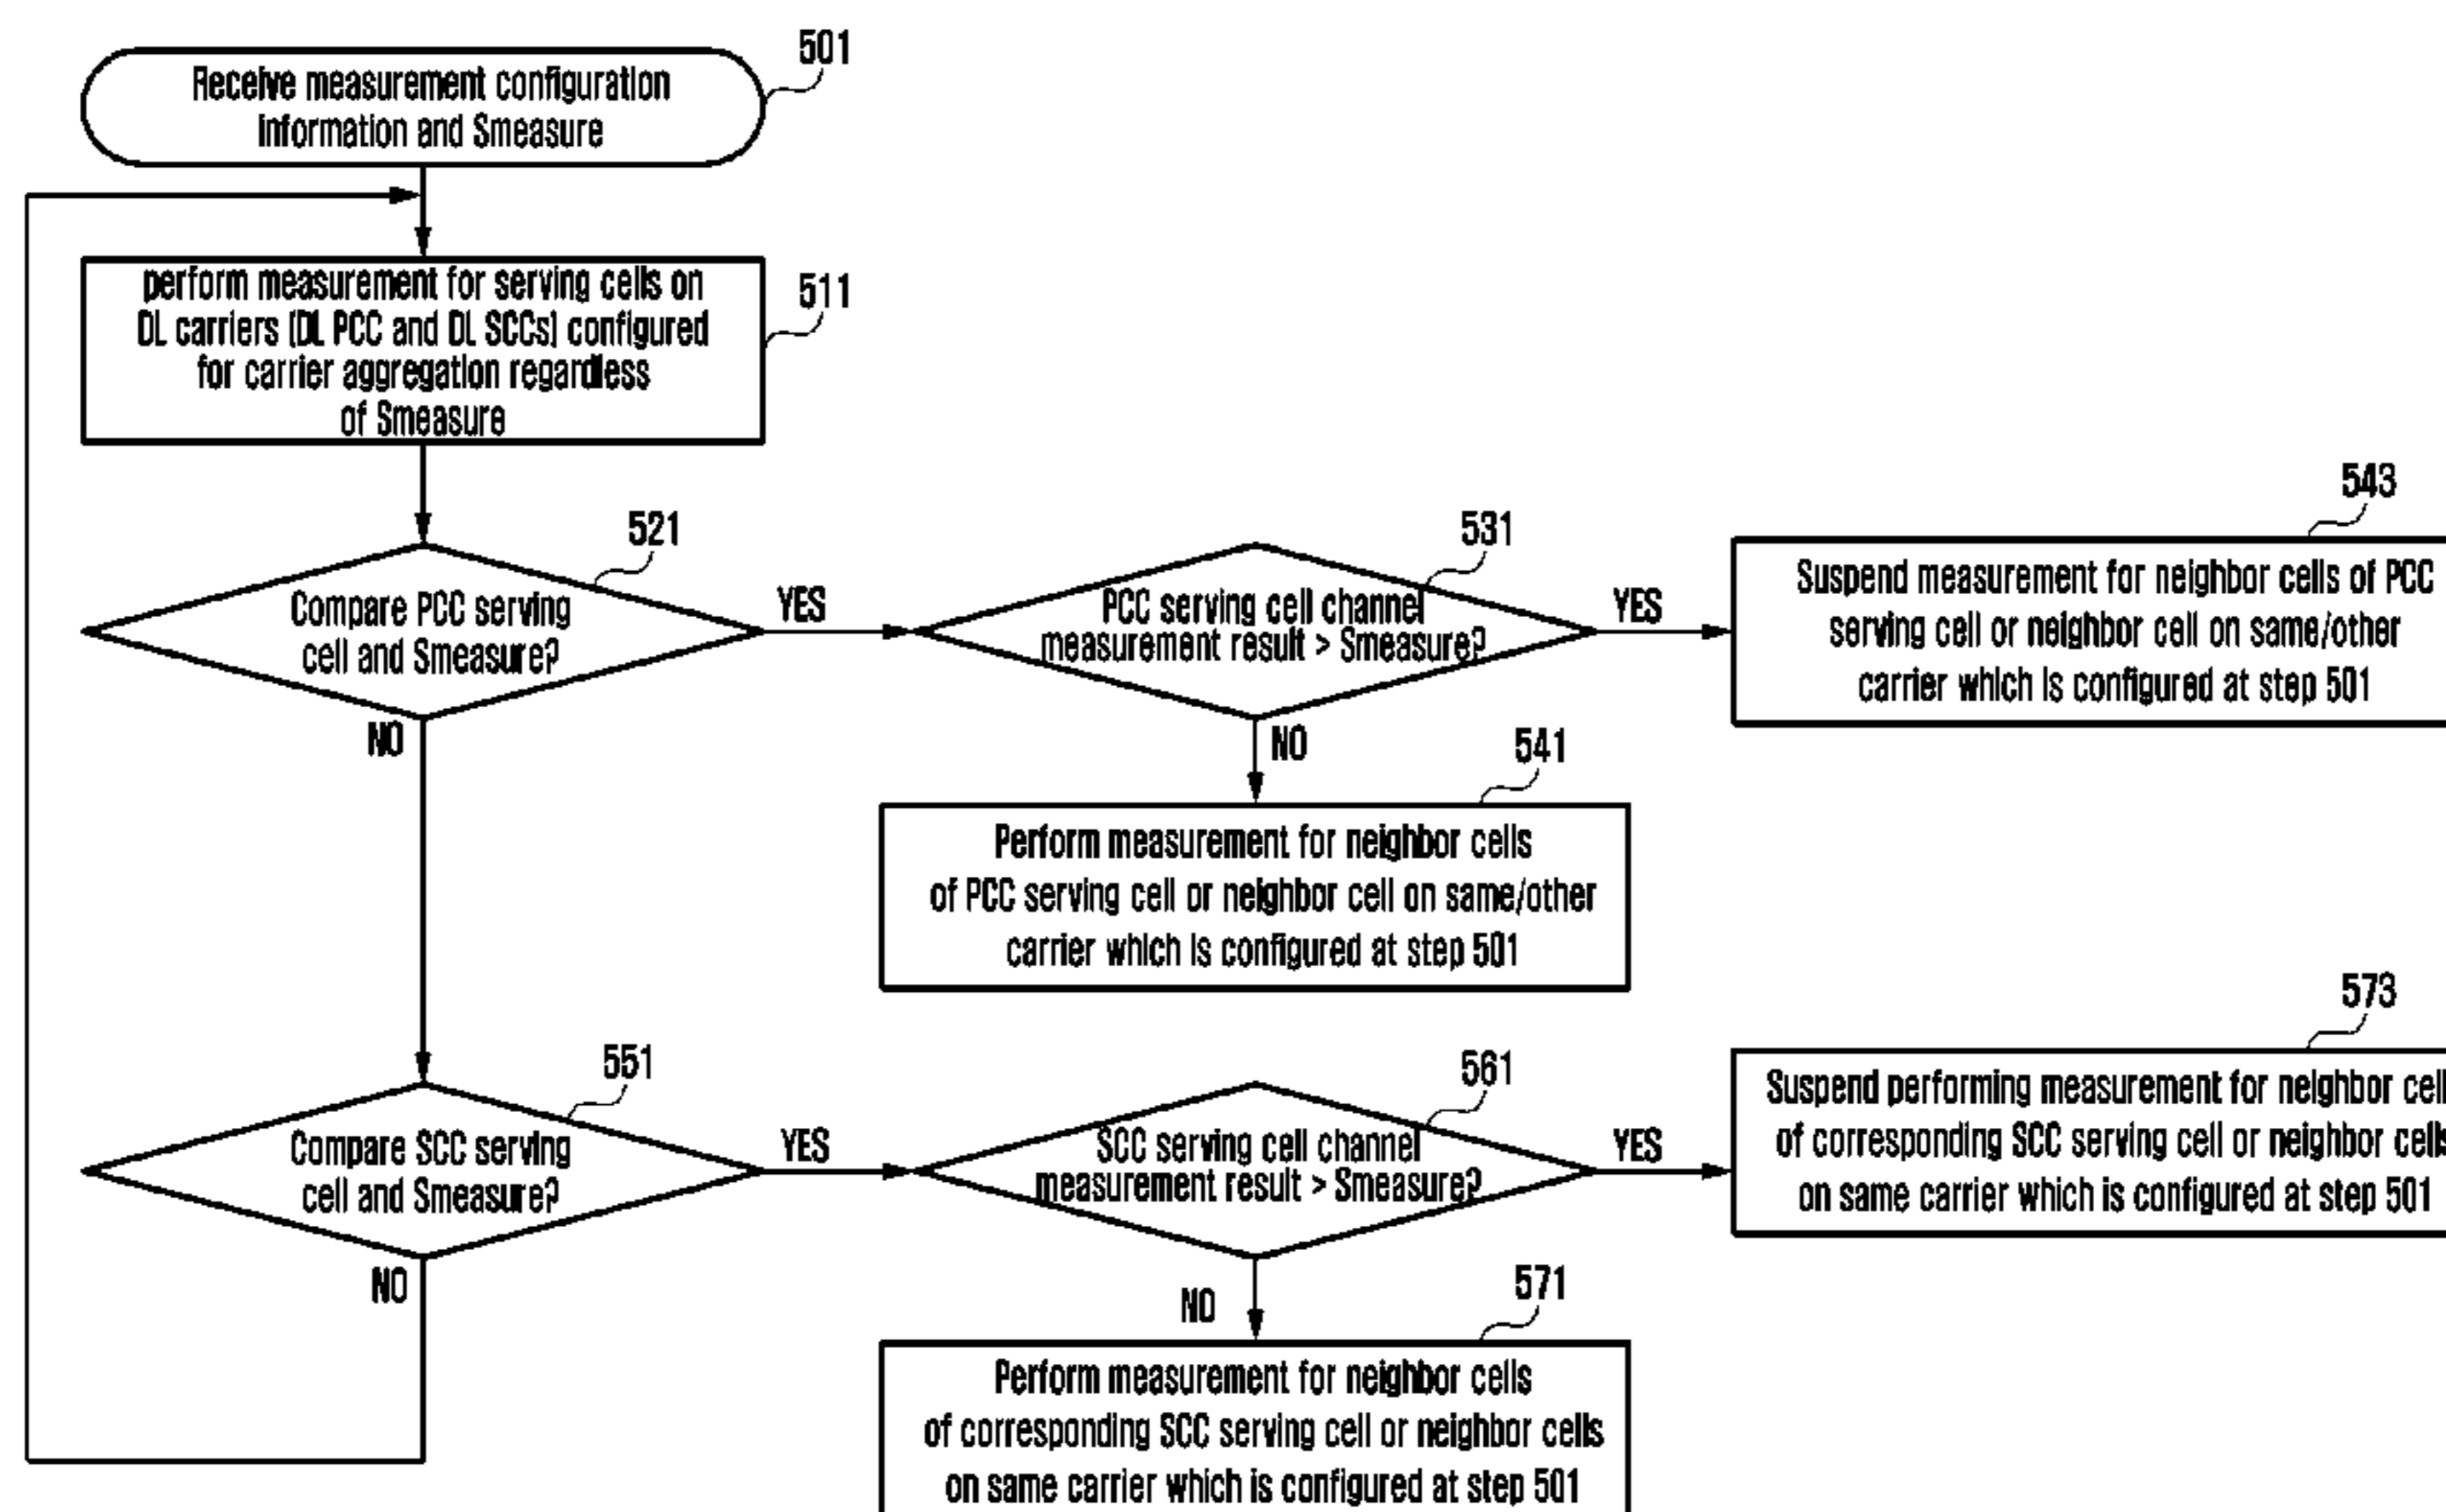 501
Receive measurement configuration
information and Smeasure
511
perform measurement for serving cells on
DL carriers (DL PCC and DL SCCs) configured
for carrier aggregation regardless
of Smeasure
521
Compare PCC serving
cell and Smeasure?
YES
NO
531
PCC serving cell channel
measurement result > Smeasure?
YES
NO
543
Suspend measurement for neighbor cells of PCC
serving cell or neighbor cell on same/other
carrier which is configured at step 501
541
Perform measurement for neighbor cells
of PCC serving cell or neighbor cell on same/other
carrier which is configured at step 501
551
Compare SCC serving
cell and Smeasure?
YES
NO
561
SCC serving cell channel
measurement result > Smeasure?
YES
NO
573
Suspend performing measurement for neighbor cell
of corresponding SCC serving cell or neighbor cells
on same carrier which is configured at step 501
571
Perform measurement for neighbor cells
of corresponding SCC serving cell or neighbor cells
on same carrier which is configured at step 501